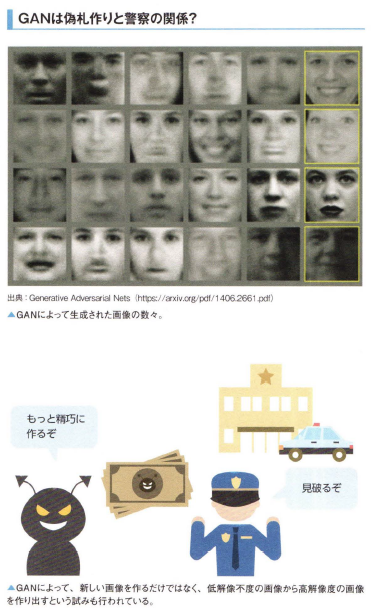 GANは偽札作りと警察の関係?
出典:Generative Adversarial Nets(https://arxiv.org/pdf/1406.2661.pdf)
▲GANによって生成された画像の数々。
もっと精巧に
作るぞ
見破るぞ
▲GANによって、新しい画像を作るだけではなく、低解像不度の画像から高解像度の画像
を作り出すという試みも行われている。